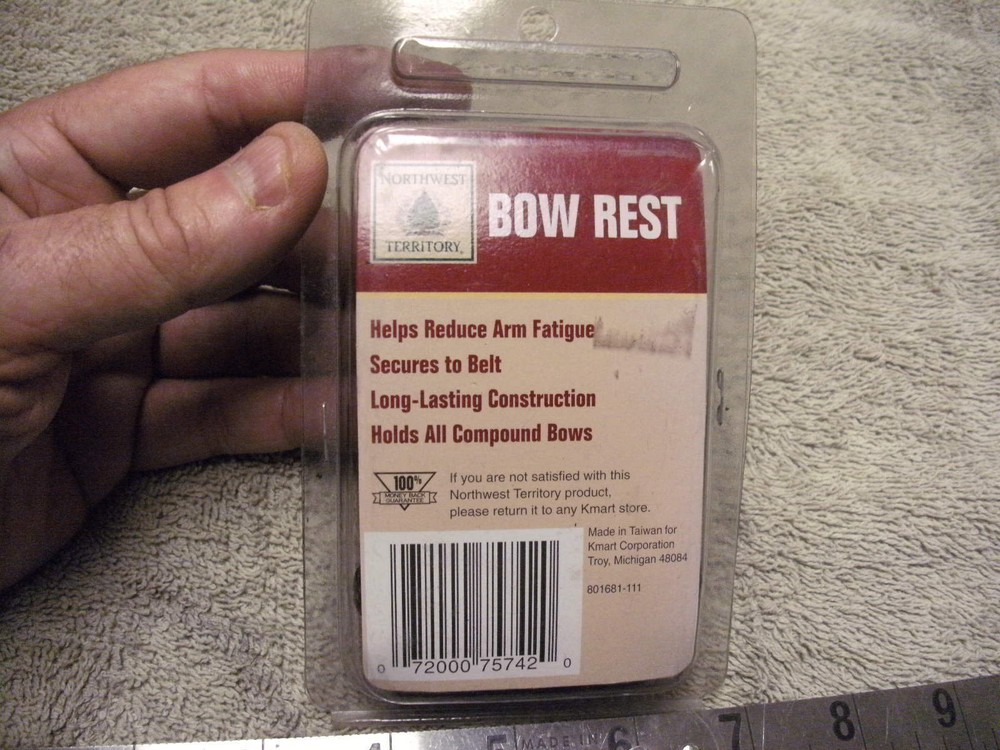 NORTHWEST
TERRITORY
BOW REST
Helps Reduce Arm Fatigue
Secures to Belt
Long-Lasting Construction
Holds All Compound Bows
100%
MONEY BACK
GUARANTEE
If you are not satisfied with this
Northwest Territory product,
please return it to any Kmart store.
Made in Taiwan for
Kmart Corporation
Troy, Michigan 48084
801681-111
0 72000 75742 0
4 5 MADE IN 6 7 8 9